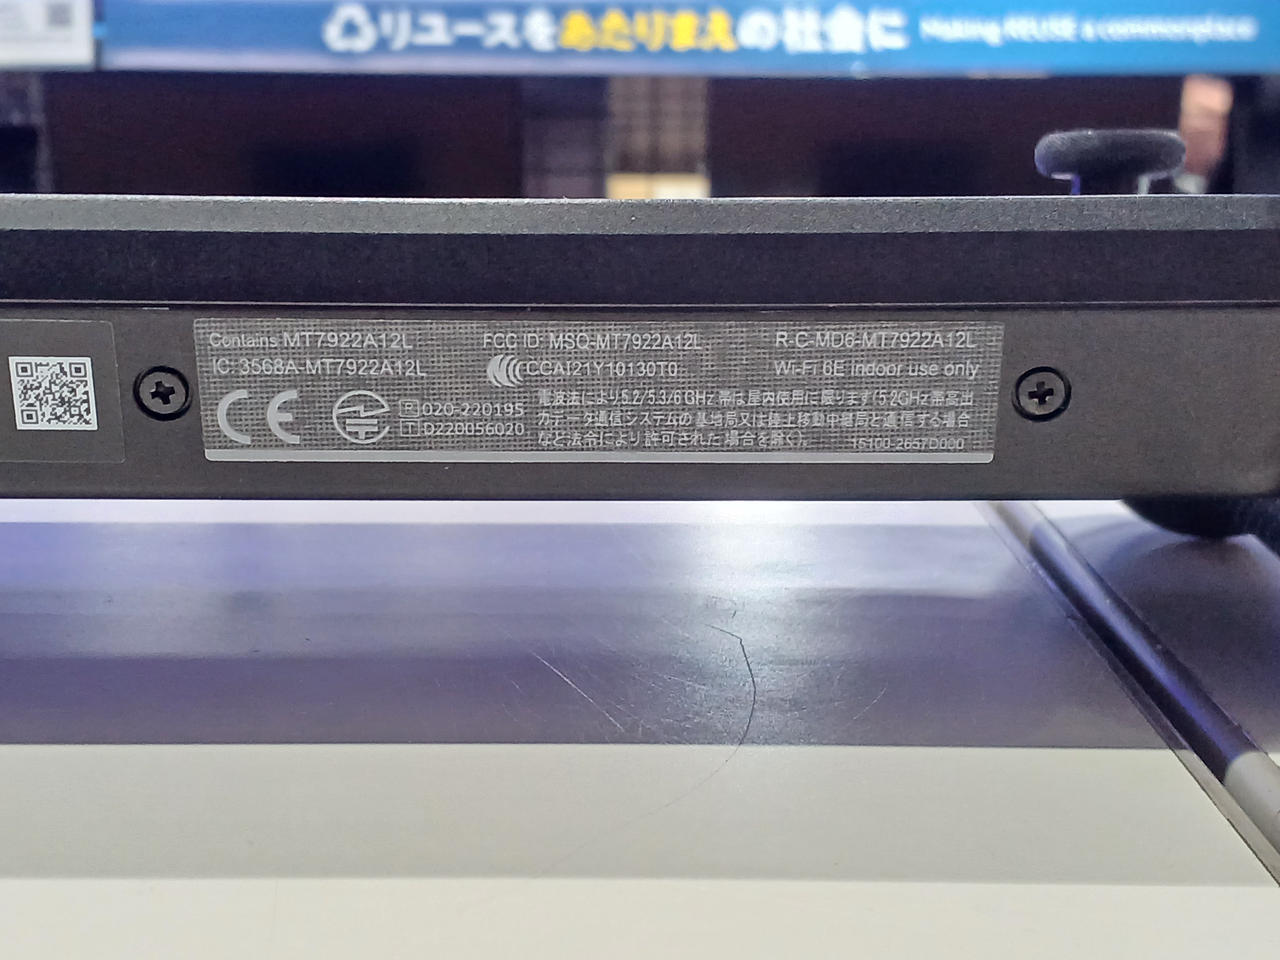 リユースをあたりまえの社会に Making REUSE a commonplace
Contains MT7922A12L
FCC ID: MSQ-MT7922A12L
R-C-MD6-MT7922A12L
IC: 3568A-MT7922A12L
CCAI21Y10130T0
Wi-Fi 6E indoor use only
CE
R 020-220195
T D220056020
電波法により5.2/5.3/6GHz帯は屋内使用に限ります(5.2GHz帯高出
力データ通信システムの基地局又は陸上移動中継局と通信する場合
など法令により許可された場合を除く)。
15100-2657D000